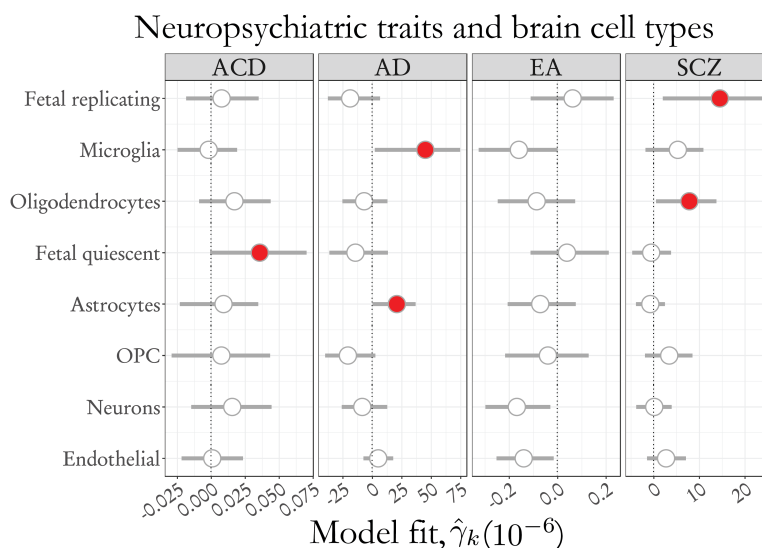 Neuropsychiatric traits and brain cell types
ACD AD EA SCZ
Fetal replicating
Microglia
Oligodendrocytes
Fetal quiescent
Astrocytes
OPC
Neurons
Endothelial
-0.025 0.000 0.025 0.050 0.075 -25 0 25 50 75 -0.2 0.0 0.2 0 10 20
Model fit, γ̂ₖ(10⁻⁶)